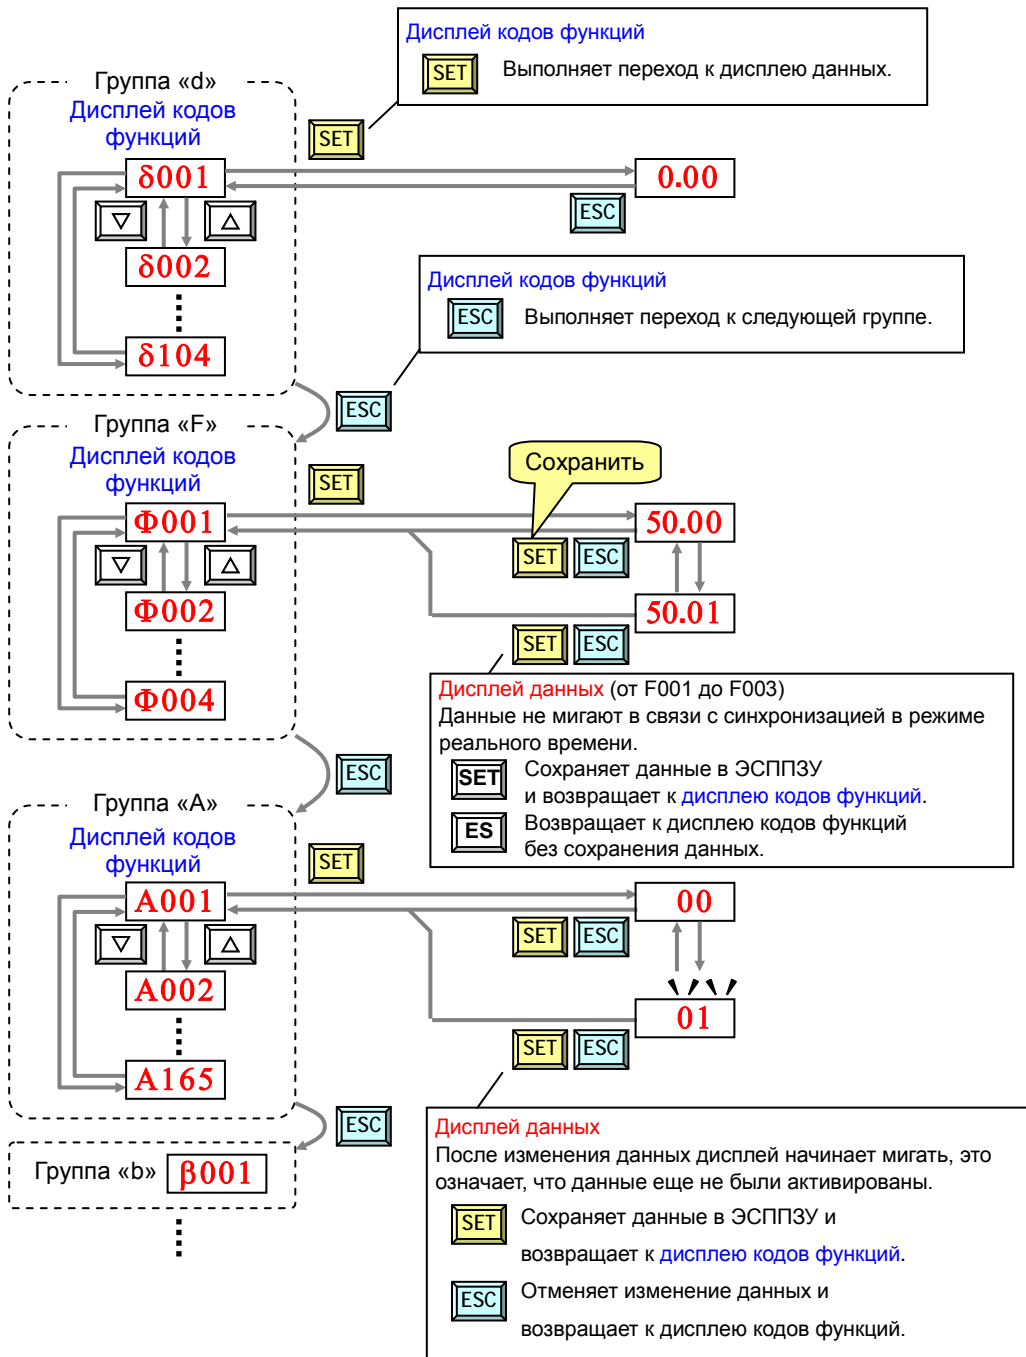 Дисплей кодов функций
SET Выполняет переход к дисплею данных.
Группа «d»
Дисплей кодов
функций
SET
δ001
0.00
ESC
▽ △
δ002
Дисплей кодов функций
ESC Выполняет переход к следующей группе.
δ104
ESC
Группа «F»
Дисплей кодов
функций
SET
Сохранить
Φ001
50.00
SET ESC
▽ △
Φ002
50.01
SET ESC
Φ004
Дисплей данных (от F001 до F003)
Данные не мигают в связи с синхронизацией в режиме
реального времени.
SET Сохраняет данные в ЭСППЗУ
и возвращает к дисплею кодов функций.
ES Возвращает к дисплею кодов функций
без сохранения данных.
ESC
Группа «A»
Дисплей кодов
функций
SET
A001
00
SET ESC
▽ △
A002
01
SET ESC
A165
ESC
Группа «b» β001
Дисплей данных
После изменения данных дисплей начинает мигать, это
означает, что данные еще не были активированы.
SET Сохраняет данные в ЭСППЗУ и
возвращает к дисплею кодов функций.
ESC Отменяет изменение данных и
возвращает к дисплею кодов функций.